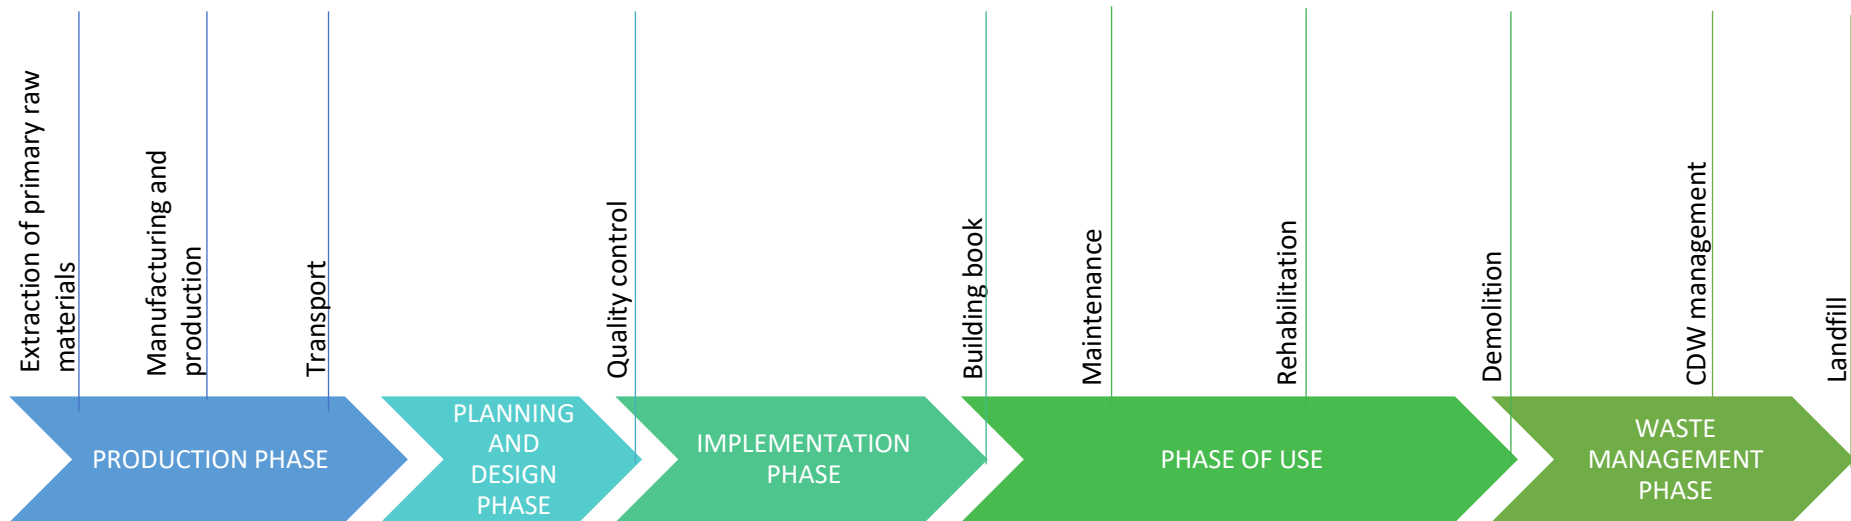 Extraction of primary raw
materials
Manufacturing and
production
Transport
Quality control
Building book
Maintenance
Rehabilitation
Demolition
CDW management
Landfill
PRODUCTION PHASE
PLANNING
AND
DESIGN
PHASE
IMPLEMENTATION
PHASE
PHASE OF USE
WASTE
MANAGEMENT
PHASE